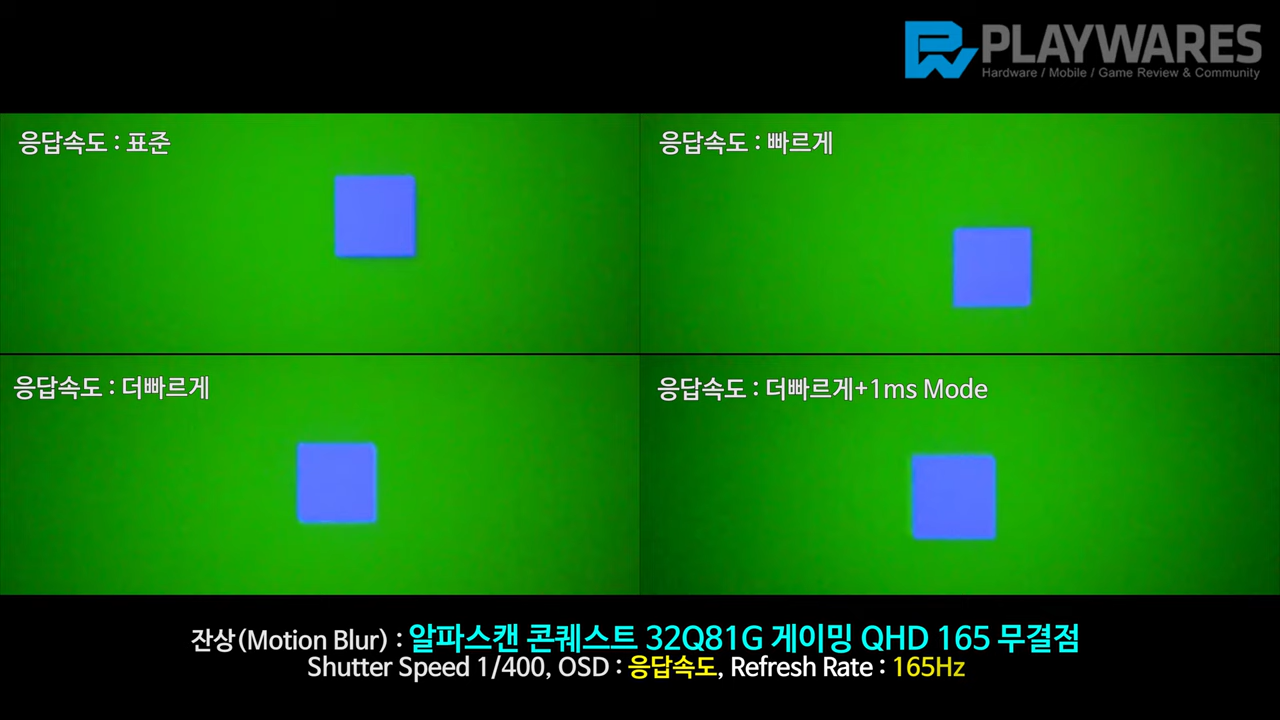 PLAYWARES
Hardware / Mobile / Game Review & Community
응답속도 : 표준
응답속도 : 빠르게
응답속도 : 더빠르게
응답속도 : 더빠르게+1ms Mode
잔상(Motion Blur) : 알파스캔 콘퀘스트 32Q81G 게이밍 QHD 165 무결점
Shutter Speed 1/400, OSD : 응답속도, Refresh Rate : 165Hz